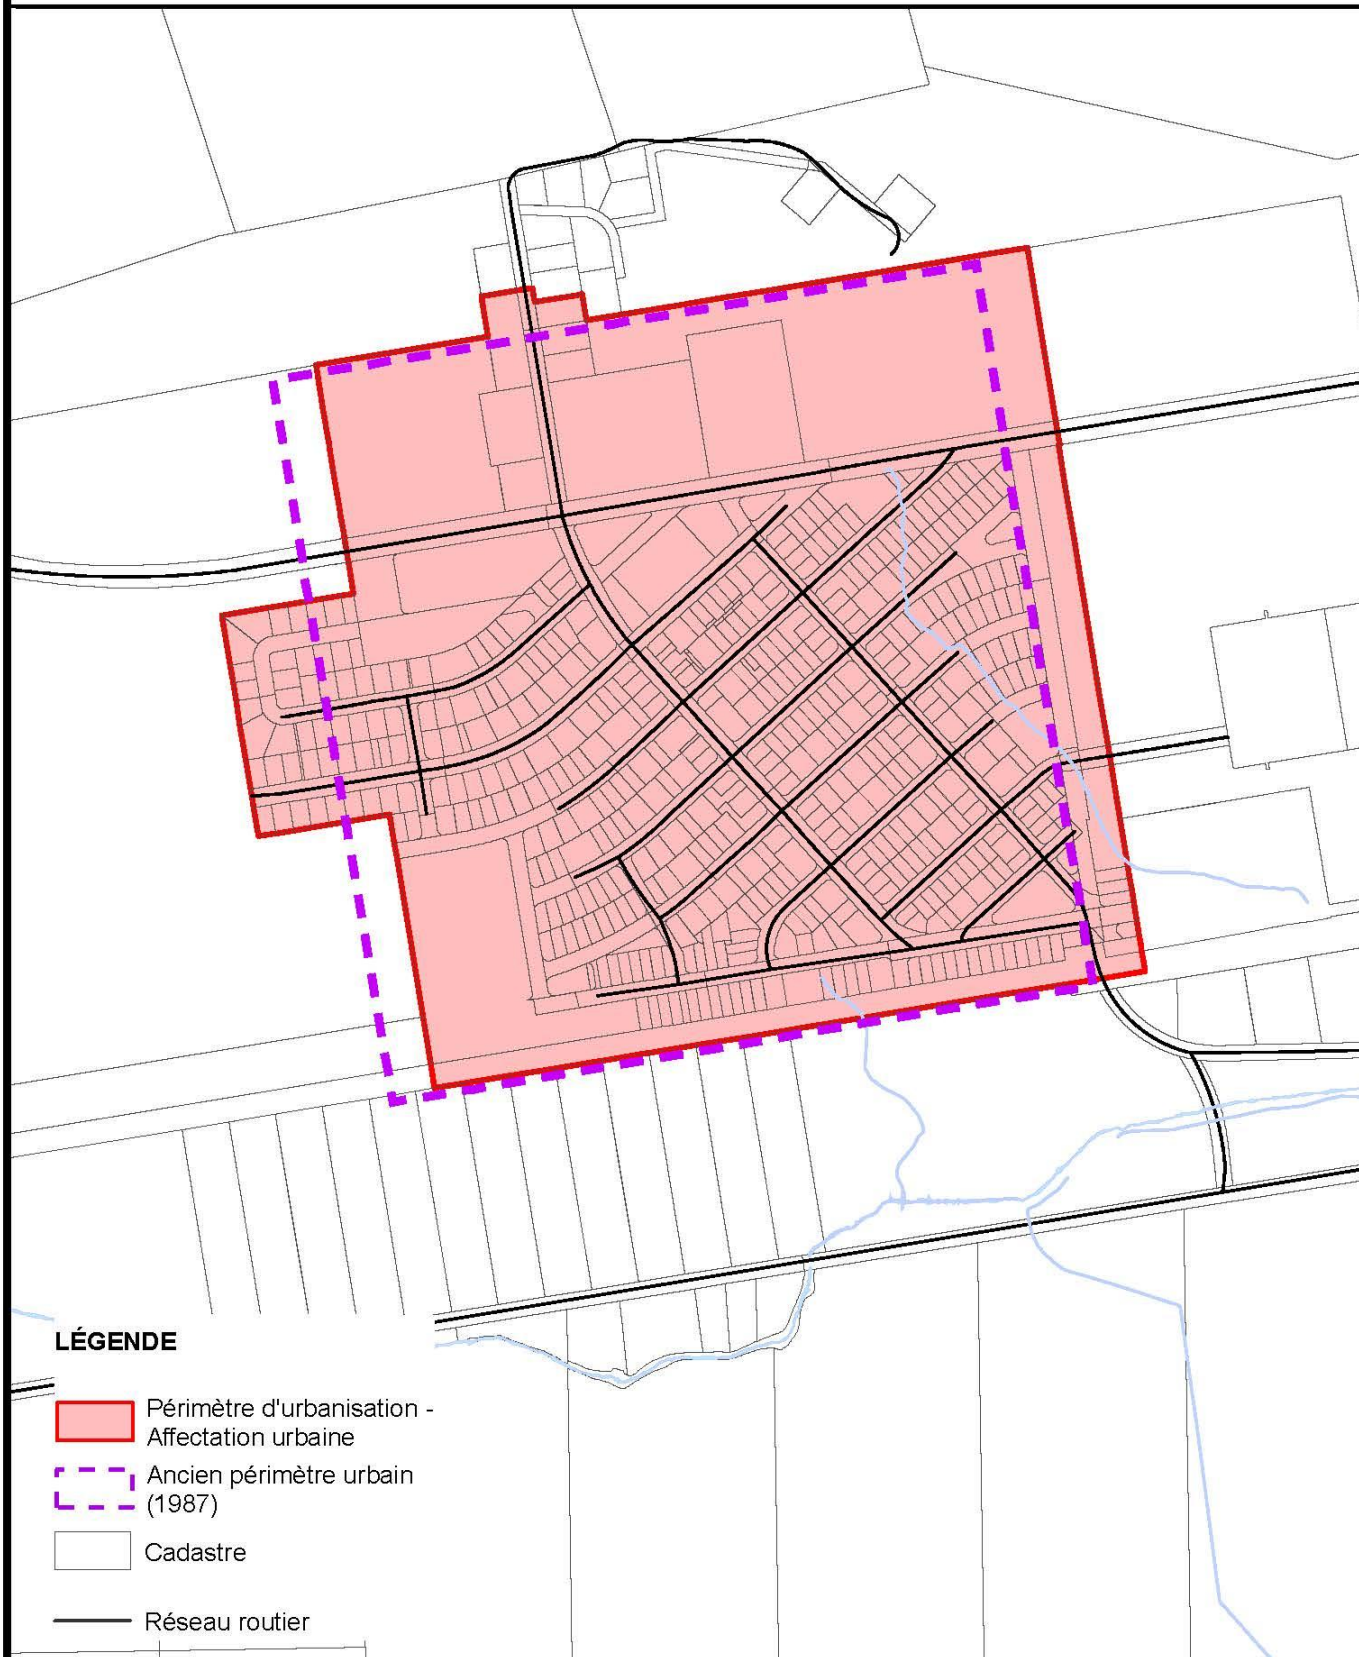 LÉGENDE
Périmètre d'urbanisation -
Affectation urbaine
Ancien périmètre urbain
(1987)
Cadastre
Réseau routier